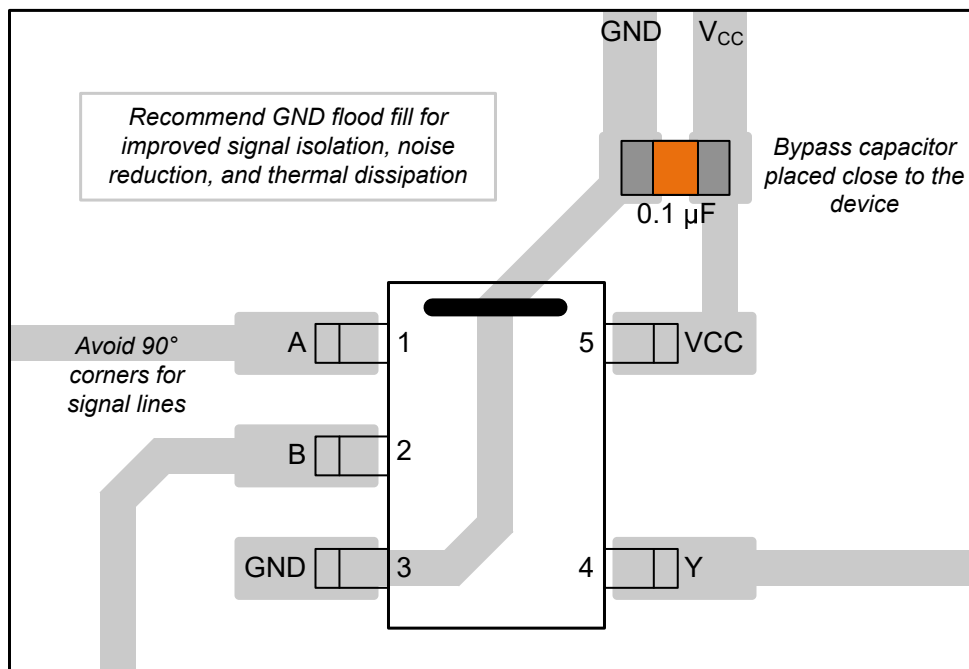 GND
V_CC
Recommend GND flood fill for
improved signal isolation, noise
reduction, and thermal dissipation
Bypass capacitor
placed close to the
device
0.1 µF
A
1
5
VCC
Avoid 90°
corners for
signal lines
B
2
GND
3
4
Y